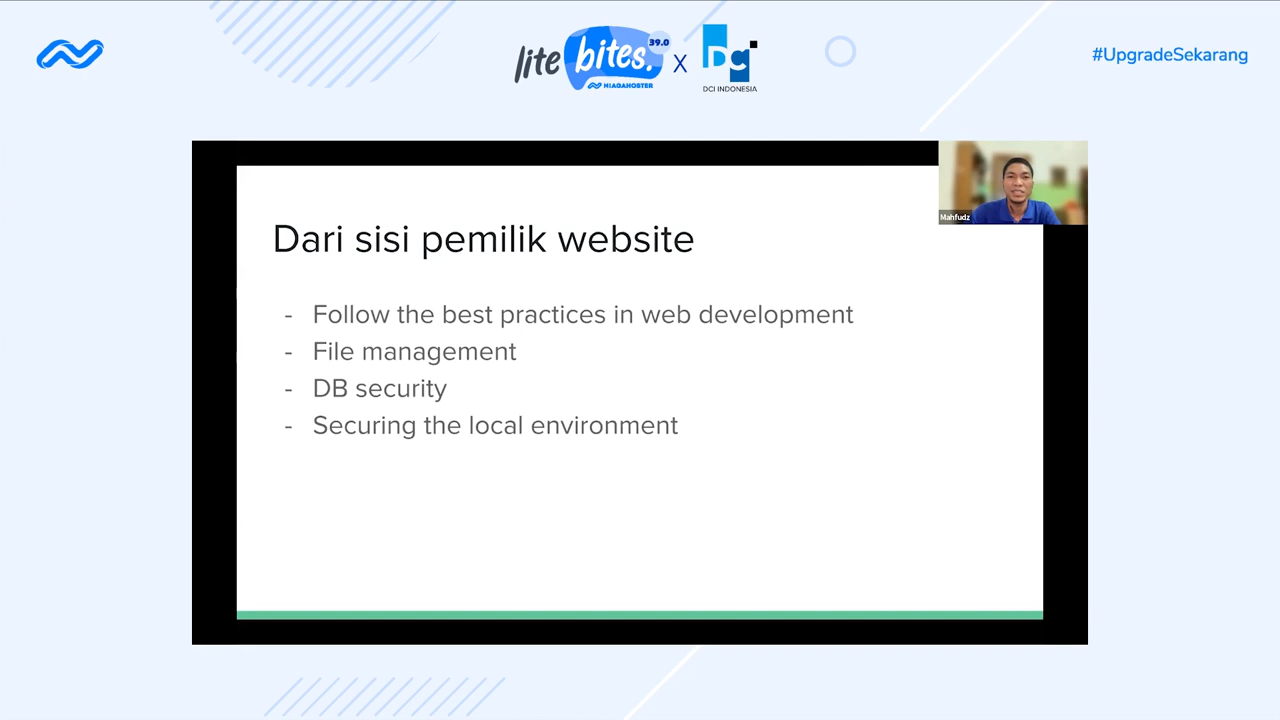 lite bites. 39.0
NIAGAHOSTER
X
DCI INDONESIA
#UpgradeSekarang
Mahfudz
Dari sisi pemilik website
- Follow the best practices in web development
- File management
- DB security
- Securing the local environment